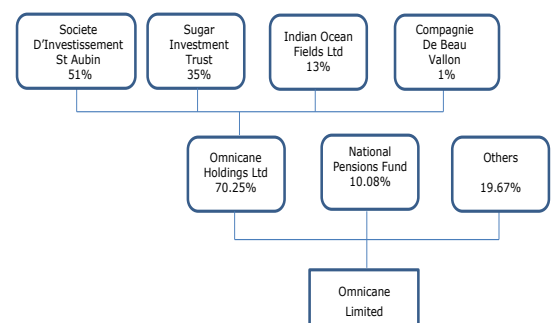 Societe
D'Investissement
St Aubin
51%
Sugar
Investment
Trust
35%
Indian Ocean
Fields Ltd
13%
Compagnie
De Beau
Vallon
1%
Omnicane
Holdings Ltd
70.25%
National
Pensions Fund
10.08%
Others
19.67%
Omnicane
Limited